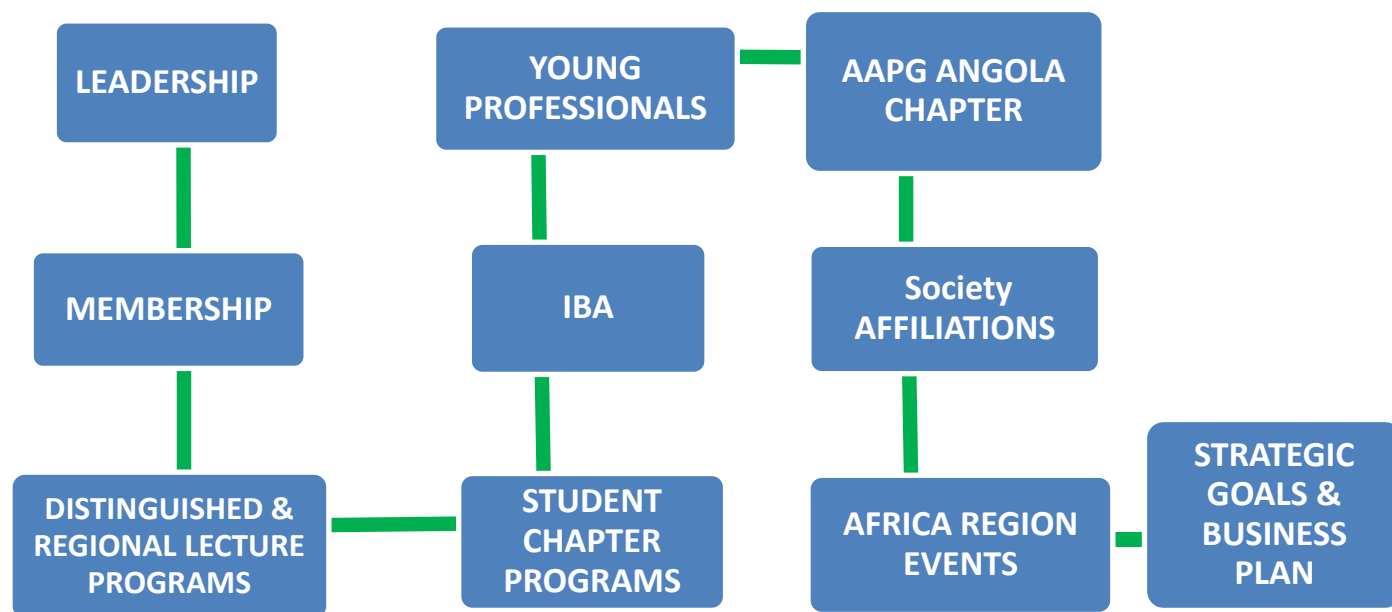 LEADERSHIP
MEMBERSHIP
DISTINGUISHED &
REGIONAL LECTURE
PROGRAMS
STUDENT
CHAPTER
PROGRAMS
IBA
YOUNG
PROFESSIONALS
AAPG ANGOLA
CHAPTER
Society
AFFILIATIONS
AFRICA REGION
EVENTS
STRATEGIC
GOALS &
BUSINESS
PLAN